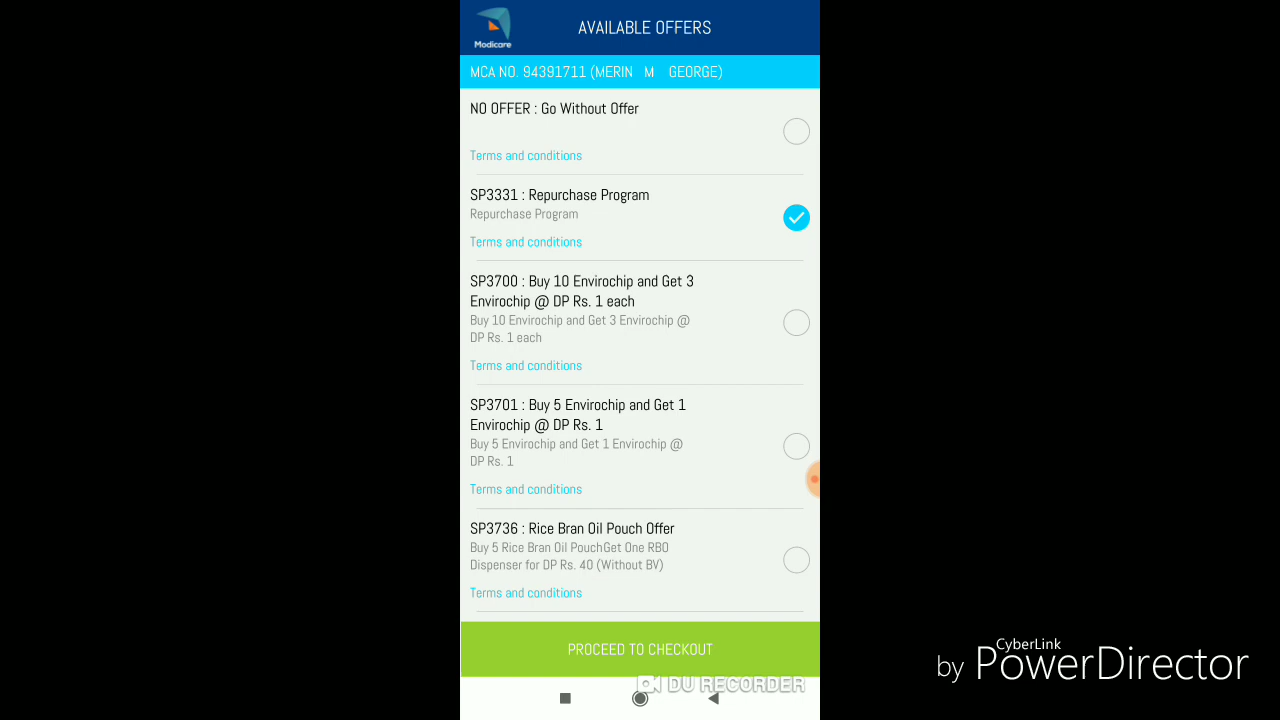 Modicare
AVAILABLE OFFERS
MCA NO. 94391711 (MERIN M GEORGE)
NO OFFER : Go Without Offer
Terms and conditions
SP3331 : Repurchase Program
Repurchase Program
Terms and conditions
SP3700 : Buy 10 Envirochip and Get 3
Envirochip @ DP Rs. 1 each
Buy 10 Envirochip and Get 3 Envirochip @
DP Rs. 1 each
Terms and conditions
SP3701 : Buy 5 Envirochip and Get 1
Envirochip @ DP Rs. 1
Buy 5 Envirochip and Get 1 Envirochip @
DP Rs. 1
Terms and conditions
SP3736 : Rice Bran Oil Pouch Offer
Buy 5 Rice Bran Oil PouchGet One RBO
Dispenser for DP Rs. 40 (Without BV)
Terms and conditions
PROCEED TO CHECKOUT
DU RECORDER
CyberLink
by PowerDirector